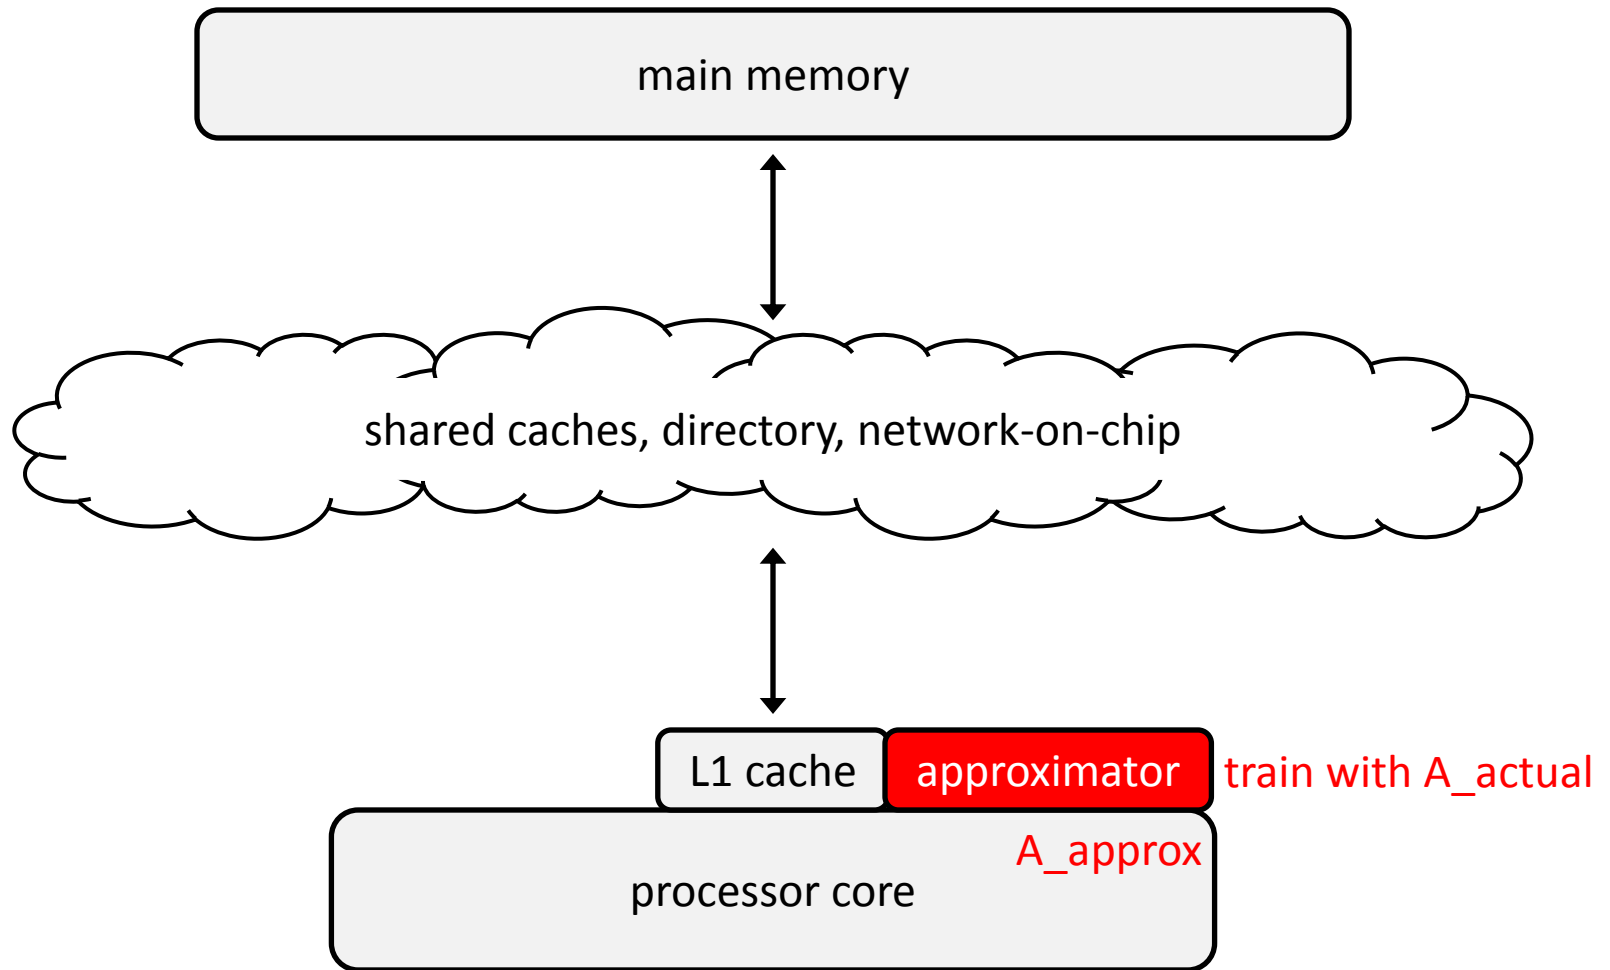 main memory
shared caches, directory, network-on-chip
L1 cache
approximator
train with A_actual
A_approx
processor core